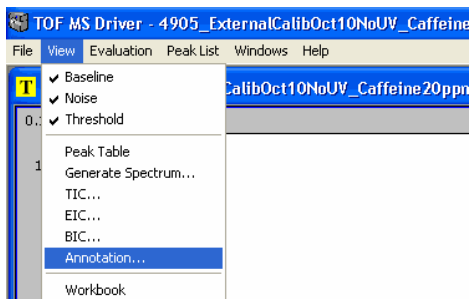 TOF MS Driver - 4905_ExternalCalibOct10NoUV_Caffeine
File View Evaluation Peak List Windows Help
T CalibOct10NoUV_Caffeine20ppn
Baseline
Noise
Threshold
Peak Table
Generate Spectrum...
TIC...
EIC...
BIC...
Annotation...
Workbook